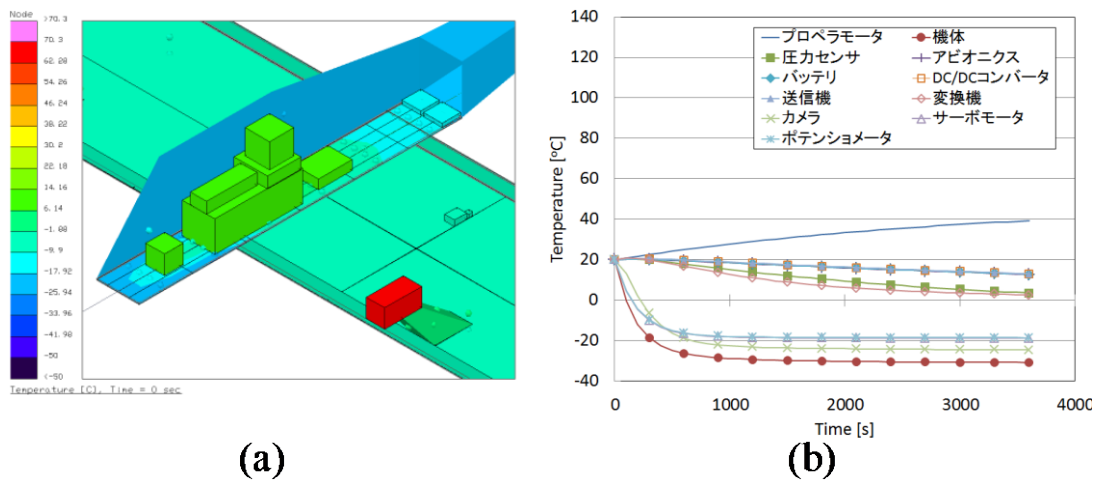 Node
>70.3
70.3
62.28
54.26
46.24
38.22
30.2
22.18
14.16
6.14
-1.88
-9.9
-17.92
-25.94
-33.96
-41.98
-50
<-50
Temperature [C], Time = 0 sec
(a)
(b)
プロペラモータ 機体
圧力センサ アビオニクス
バッテリ DC/DCコンバータ
送信機 変換機
カメラ サーボモータ
ポテンショメータ
140
120
100
80
60
40
20
0
-20
-40
Temperature [°C]
0 1000 2000 3000 4000
Time [s]